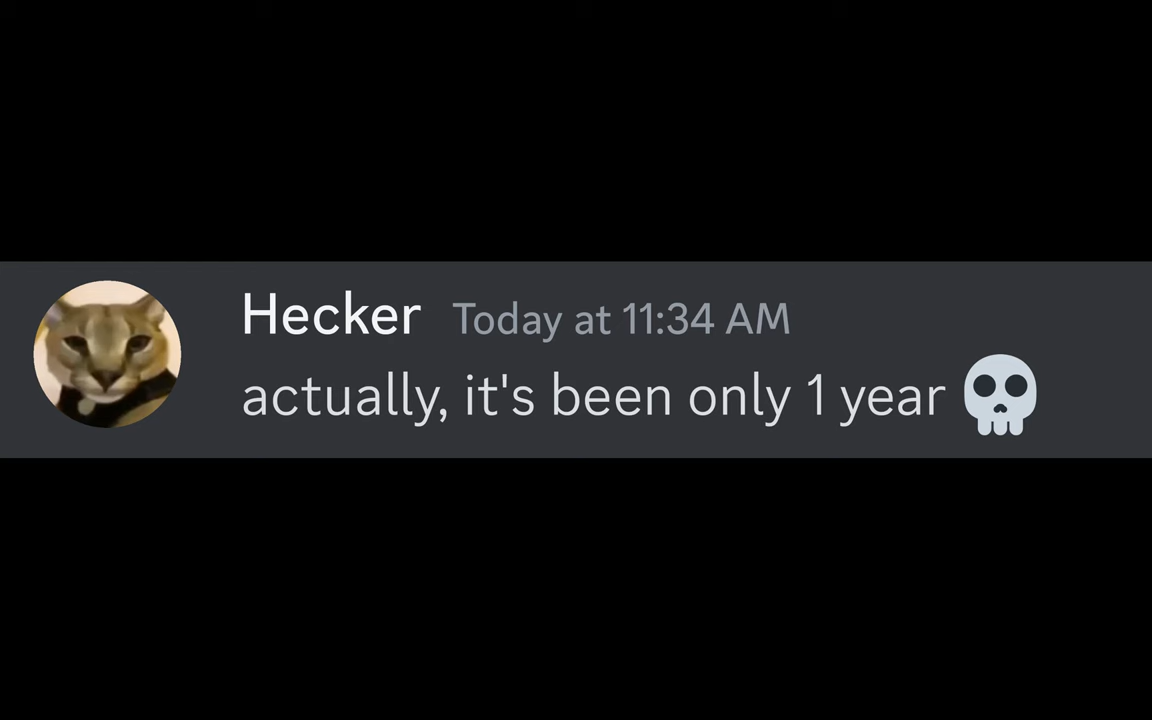 Hecker Today at 11:34 AM
actually, it's been only 1 year 💀